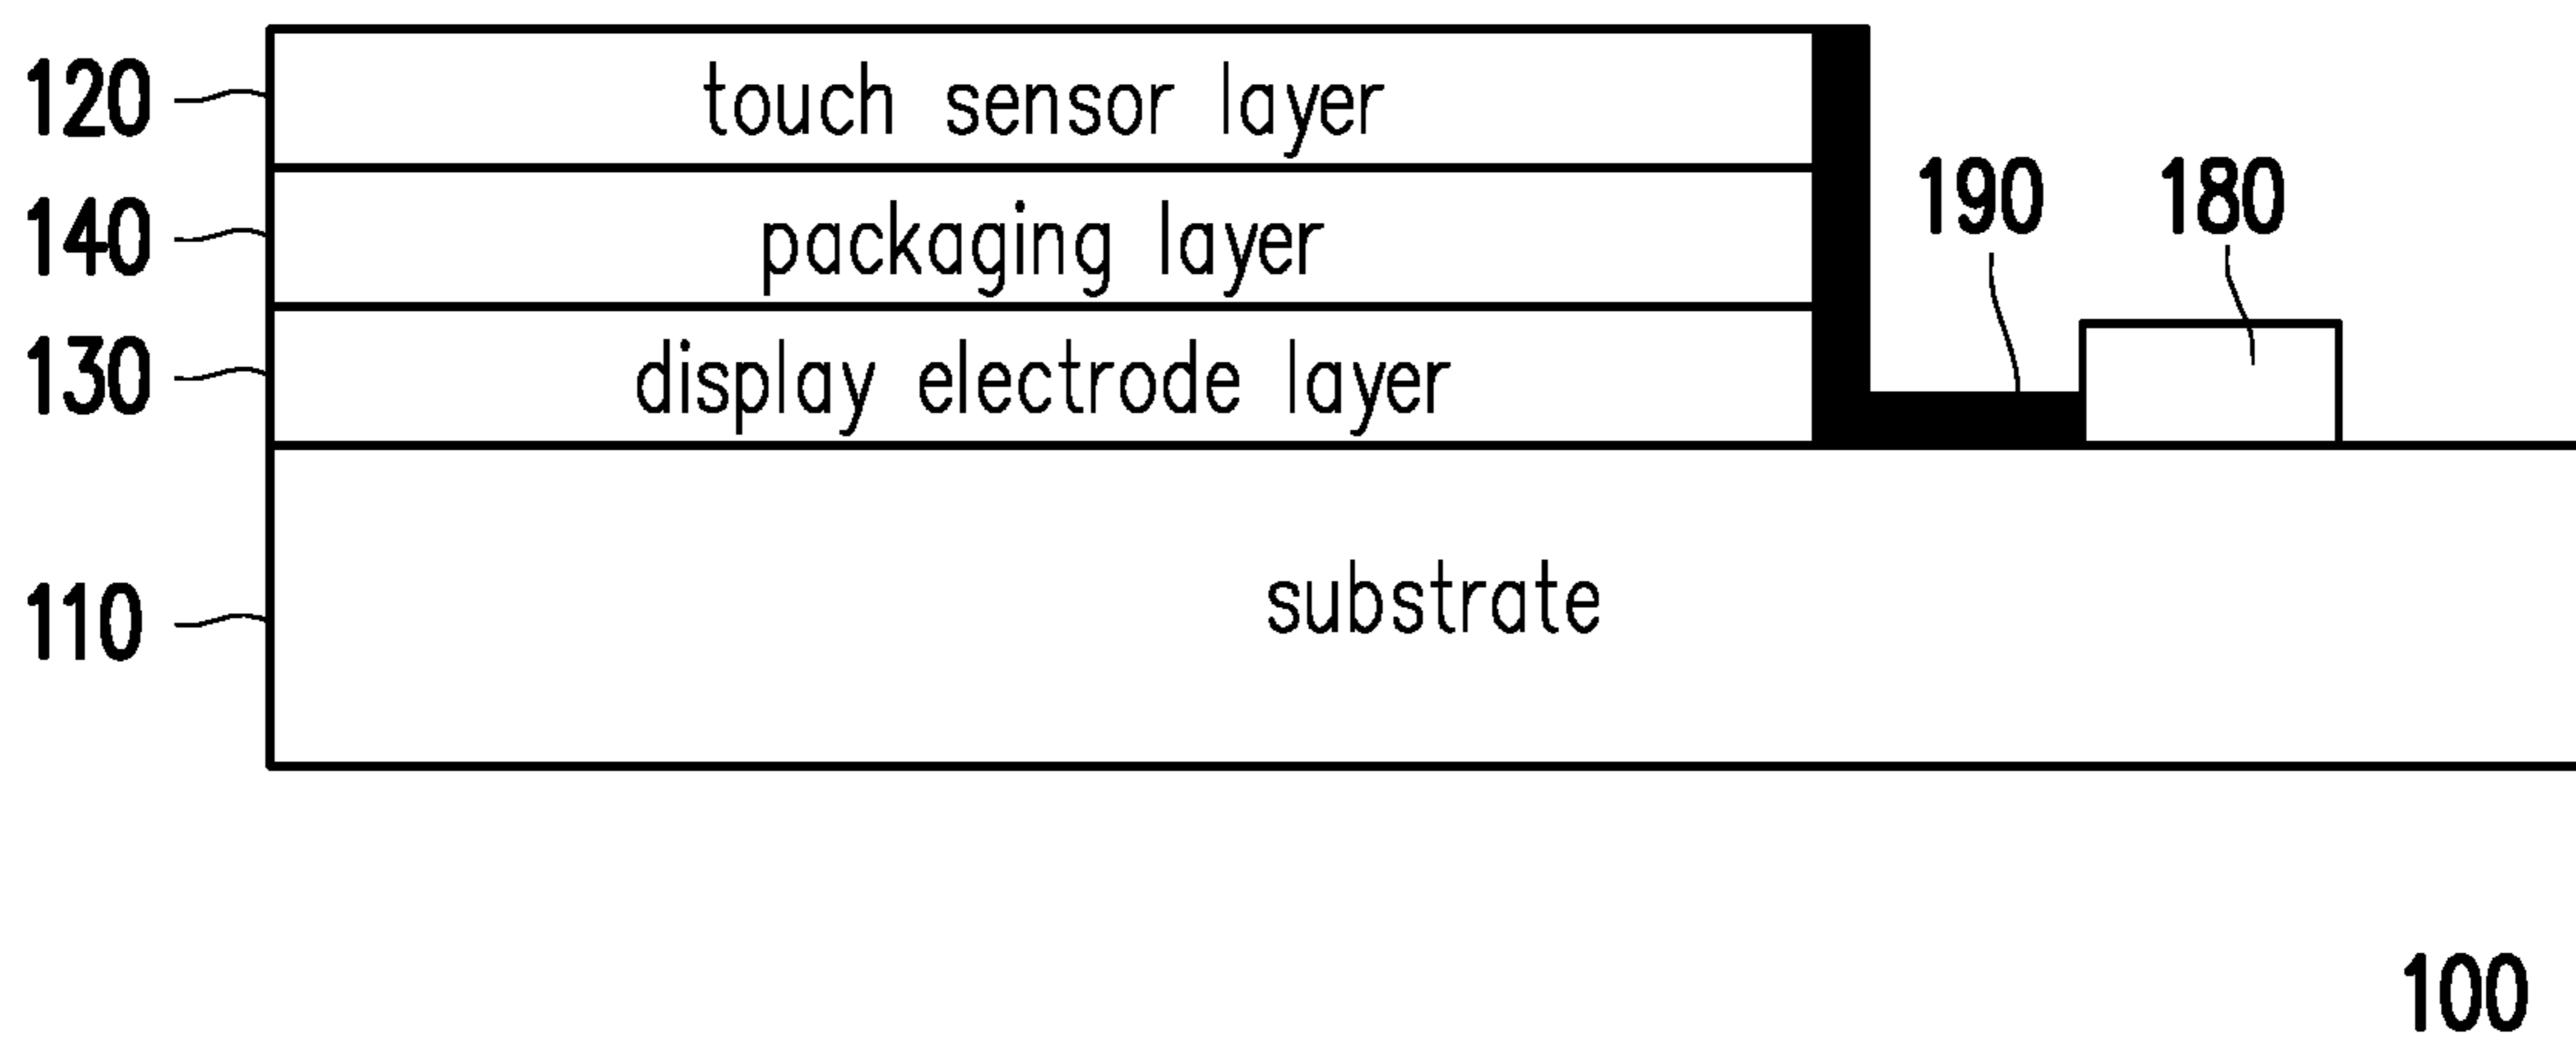 120 touch sensor layer
190 180
140 packaging layer
130 display electrode layer
110 substrate
100